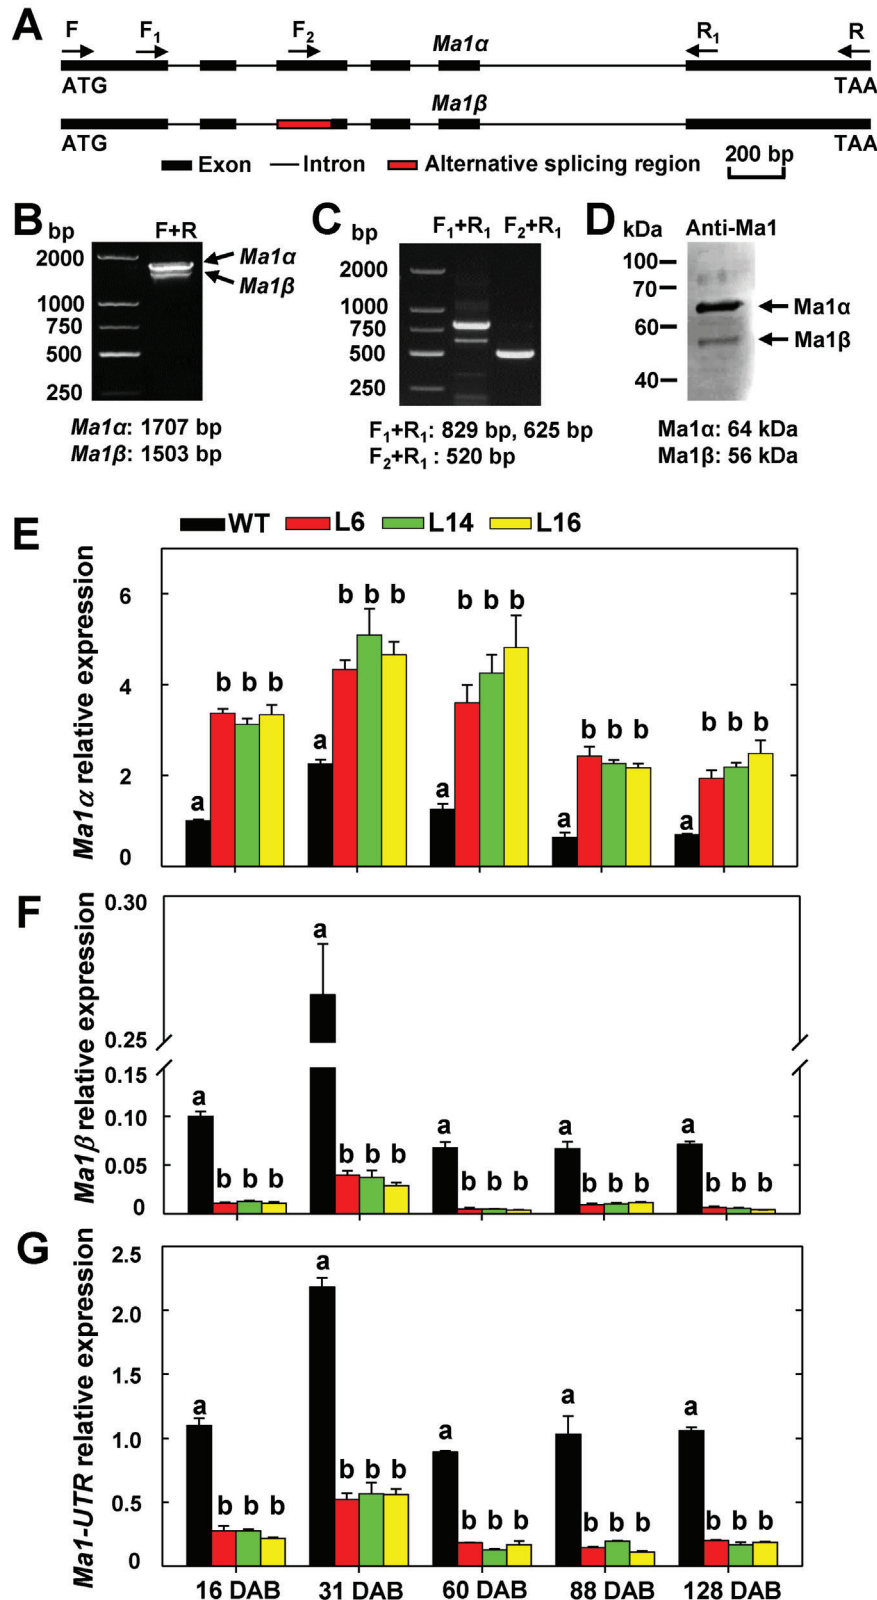 A
F F1 F2 Ma1α R1 R
ATG TAA
Ma1β
ATG TAA
Exon Intron Alternative splicing region 200 bp
B
bp F+R
2000
1000
750
500
250
Ma1α
Ma1β
Ma1α: 1707 bp
Ma1β: 1503 bp
C
bp F1+R1 F2+R1
2000
1000
750
500
250
F1+R1: 829 bp, 625 bp
F2+R1 : 520 bp
D
kDa Anti-Ma1
100
70
60
40
Ma1α
Ma1β
Ma1α: 64 kDa
Ma1β: 56 kDa
WT L6 L14 L16
E
Ma1α relative expression
6
4
2
0
a b b b
a b b b
a b b b
a b b b
a b b b
F
Ma1β relative expression
0.30
0.25
0.15
0.10
0.05
0
a b b b
a b b b
a b b b
a b b b
a b b b
G
Ma1-UTR relative expression
2.5
2.0
1.5
1.0
0.5
0
a b b b
a b b b
a b b b
a b b b
a b b b
16 DAB 31 DAB 60 DAB 88 DAB 128 DAB